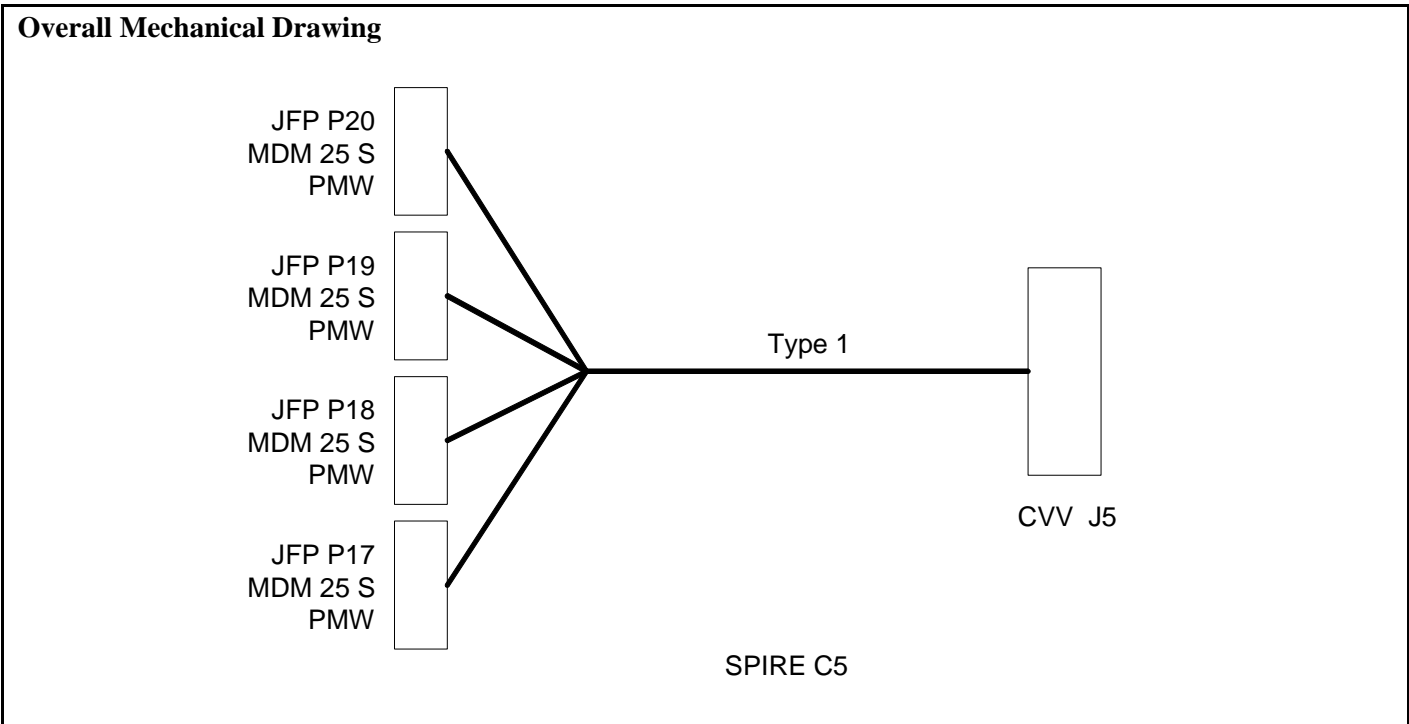 Overall Mechanical Drawing
JFP P20
MDM 25 S
PMW
JFP P19
MDM 25 S
PMW
JFP P18
MDM 25 S
PMW
JFP P17
MDM 25 S
PMW
Type 1
CVV J5
SPIRE C5